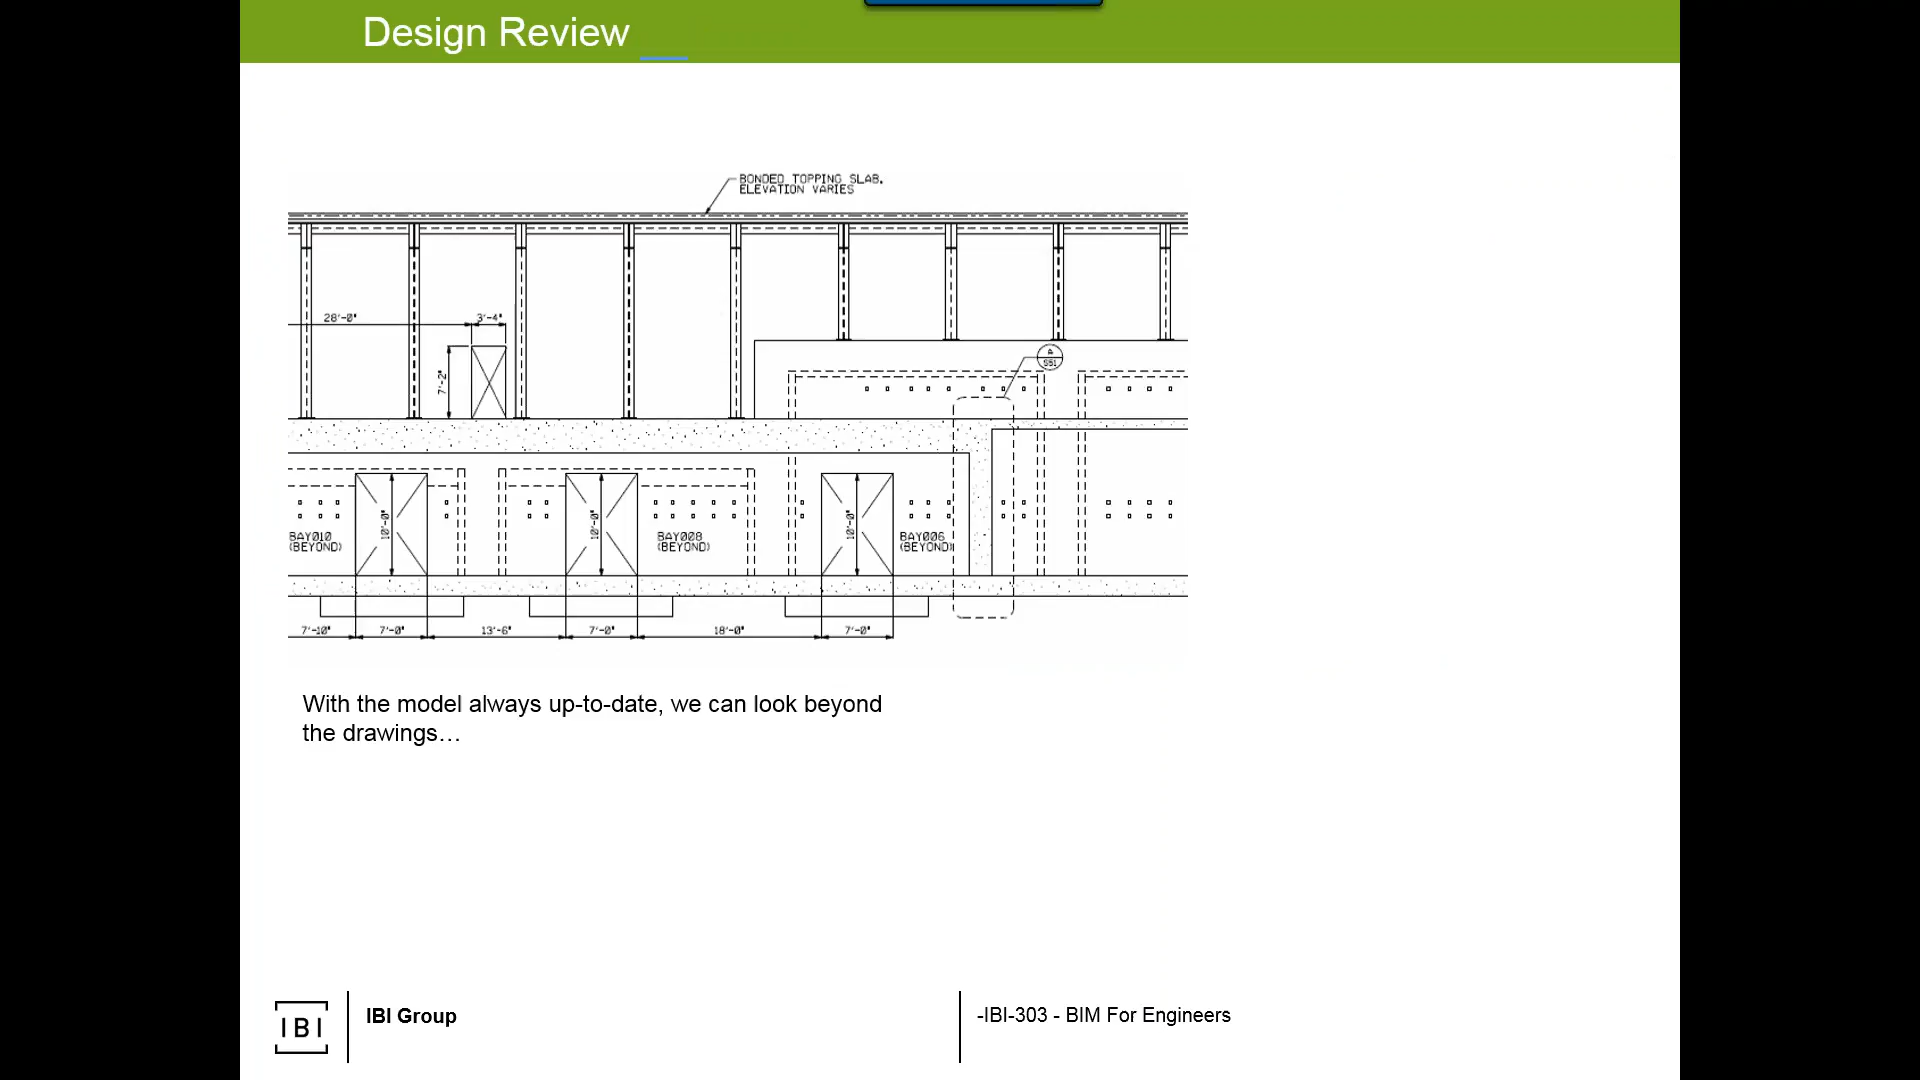 Design Review
BONDED TOPPING SLAB,
ELEVATION VARIES
28'-0"
3'-4"
7'-2"
A
SS1
10'-0"
10'-0"
10'-0"
BAY010
(BEYOND)
BAY008
(BEYOND)
BAY006
(BEYOND)
7'-10"
7'-0"
13'-6"
7'-0"
18'-0"
7'-0"
With the model always up-to-date, we can look beyond
the drawings…
IBI
IBI Group
-IBI-303 - BIM For Engineers